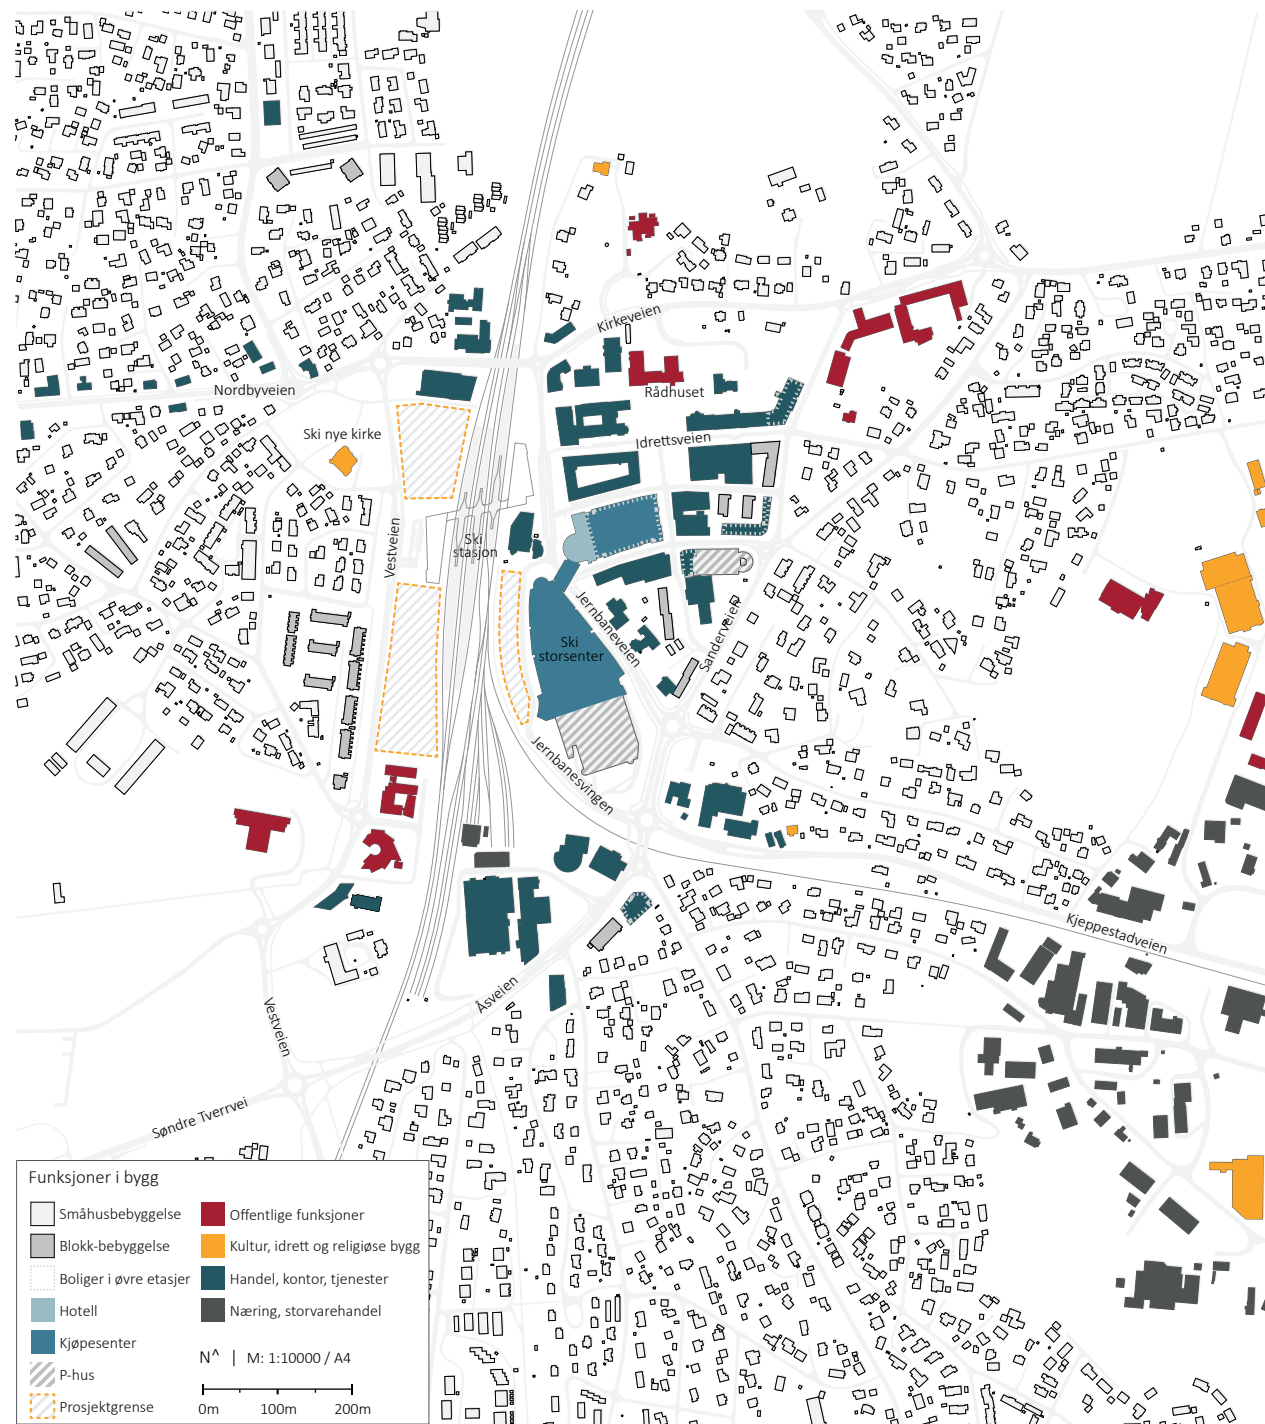 Kirkeveien
Nordbyveien
Rådhuset
Ski nye kirke
Idrettsveien
Vestveien
Ski
stasjon
Jernbaneveien
Sanderveien
Ski
storsenter
Jernbanesvingen
Kjeppestadveien
Åsveien
Vestveien
Søndre Tverrvei
Funksjoner i bygg
Småhusbebyggelse
Blokk-bebyggelse
Boliger i øvre etasjer
Hotell
Kjøpesenter
P-hus
Prosjektgrense
Offentlige funksjoner
Kultur, idrett og religiøse bygg
Handel, kontor, tjenester
Næring, storvarehandel
N^ | M: 1:10000 / A4
0m 100m 200m